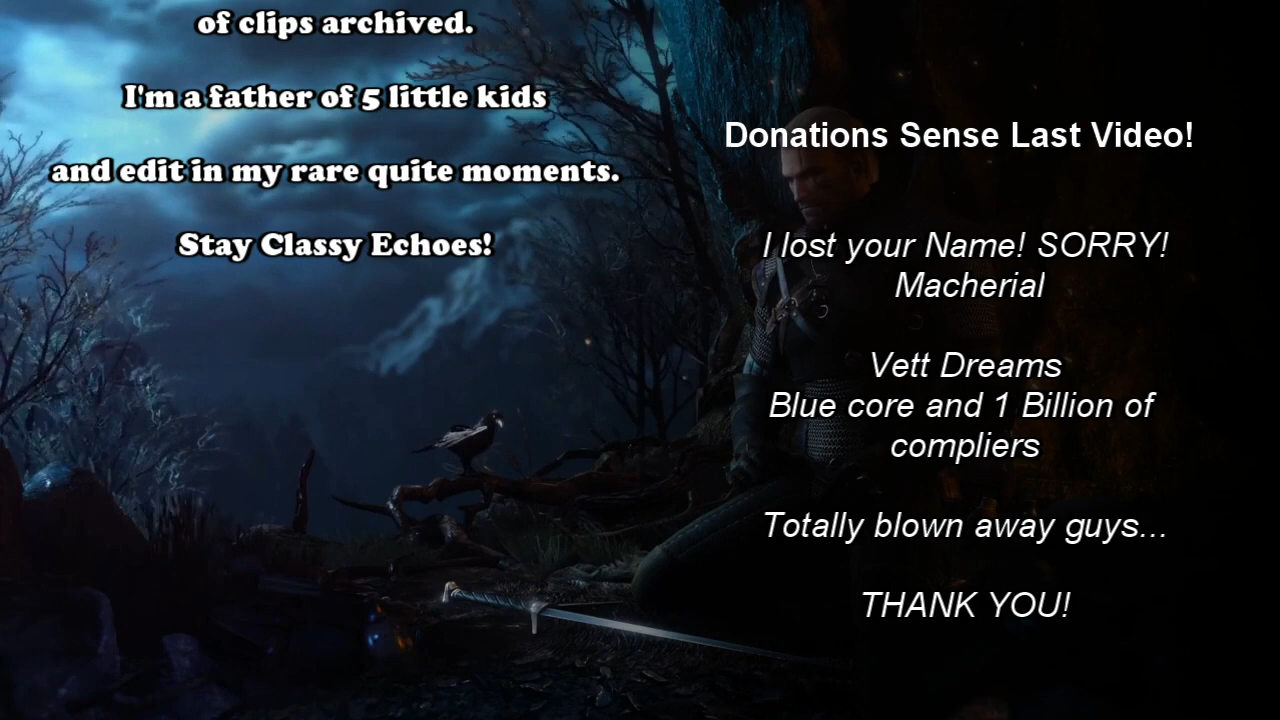 of clips archived.
I'm a father of 5 little kids
and edit in my rare quite moments.
Stay Classy Echoes!
Donations Sense Last Video!
I lost your Name! SORRY!
Macherial
Vett Dreams
Blue core and 1 Billion of
compliers
Totally blown away guys...
THANK YOU!